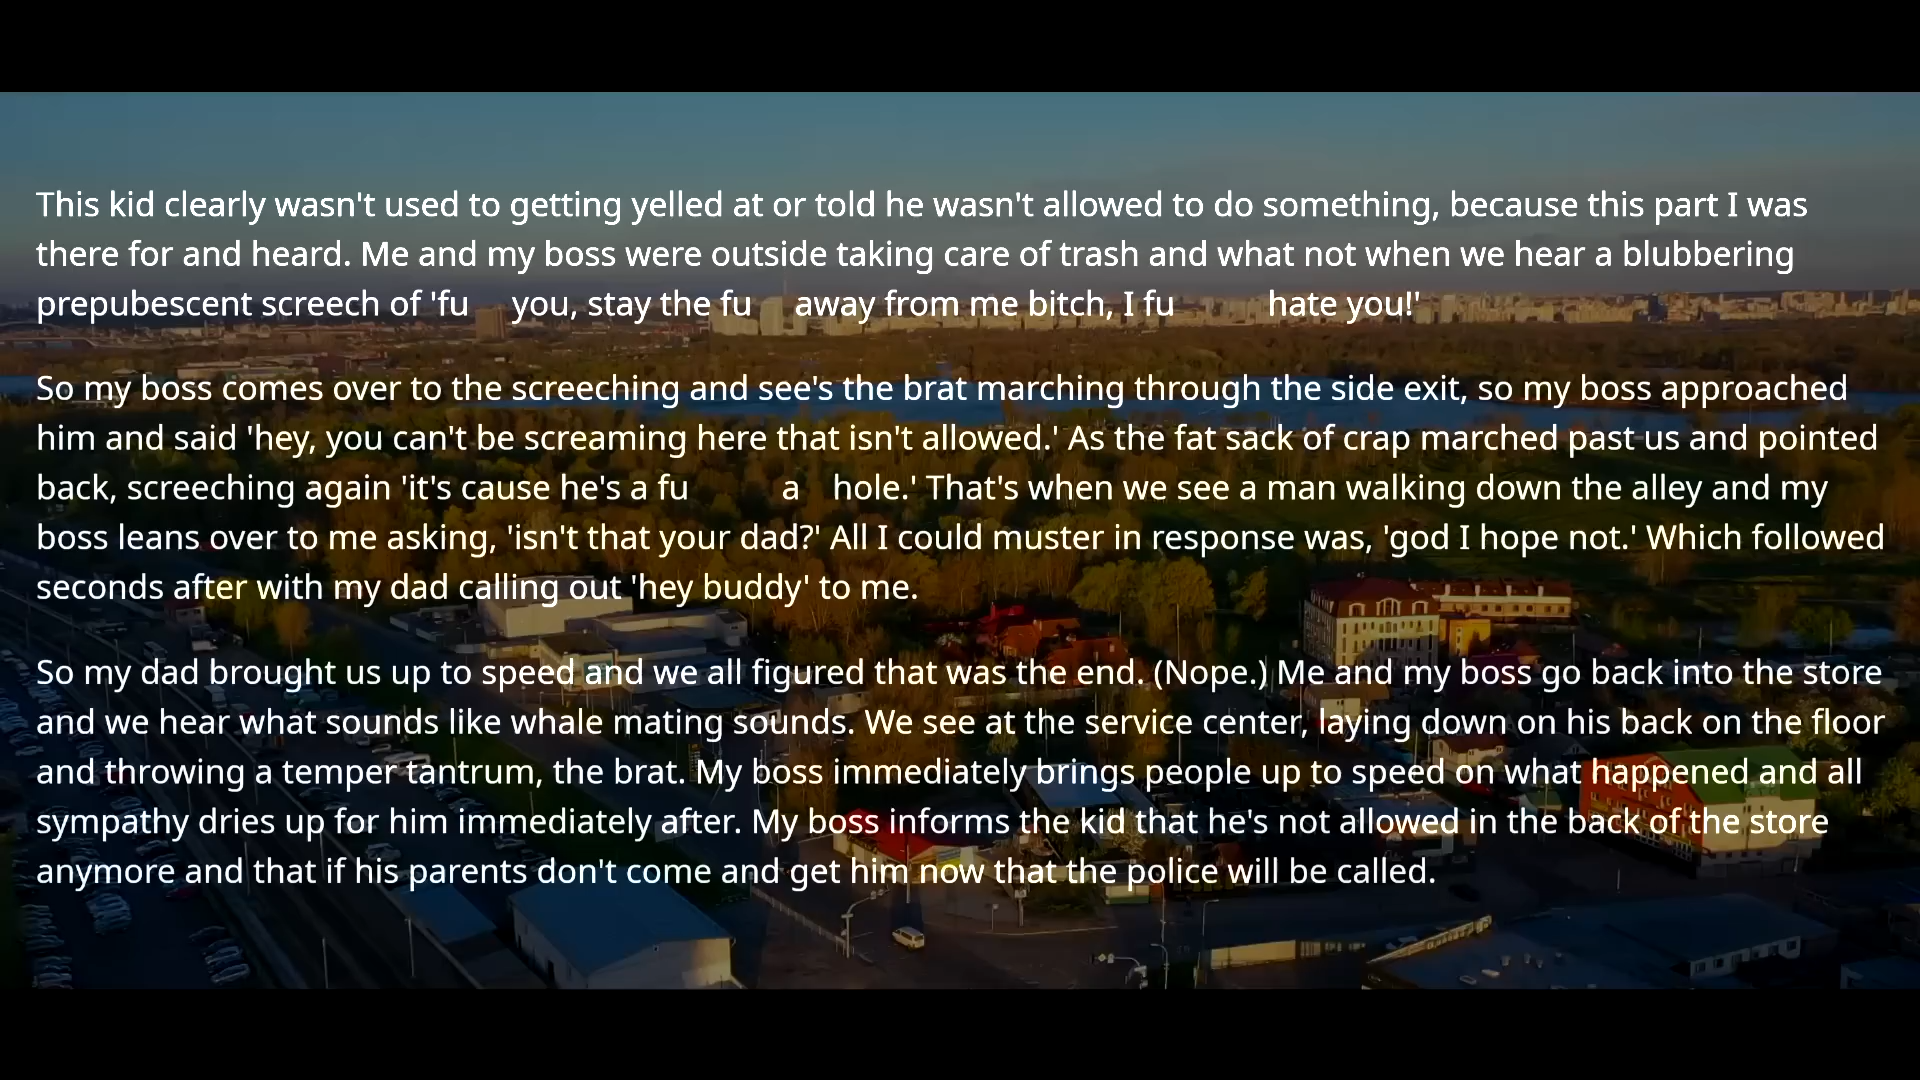 This kid clearly wasn't used to getting yelled at or told he wasn't allowed to do something, because this part I was
there for and heard. Me and my boss were outside taking care of trash and what not when we hear a blubbering
prepubescent screech of 'fu you, stay the fu away from me bitch, I fu hate you!'
So my boss comes over to the screeching and see's the brat marching through the side exit, so my boss approached
him and said 'hey, you can't be screaming here that isn't allowed.' As the fat sack of crap marched past us and pointed
back, screeching again 'it's cause he's a fu a hole.' That's when we see a man walking down the alley and my
boss leans over to me asking, 'isn't that your dad?' All I could muster in response was, 'god I hope not.' Which followed
seconds after with my dad calling out 'hey buddy' to me.
So my dad brought us up to speed and we all figured that was the end. (Nope.) Me and my boss go back into the store
and we hear what sounds like whale mating sounds. We see at the service center, laying down on his back on the floor
and throwing a temper tantrum, the brat. My boss immediately brings people up to speed on what happened and all
sympathy dries up for him immediately after. My boss informs the kid that he's not allowed in the back of the store
anymore and that if his parents don't come and get him now that the police will be called.